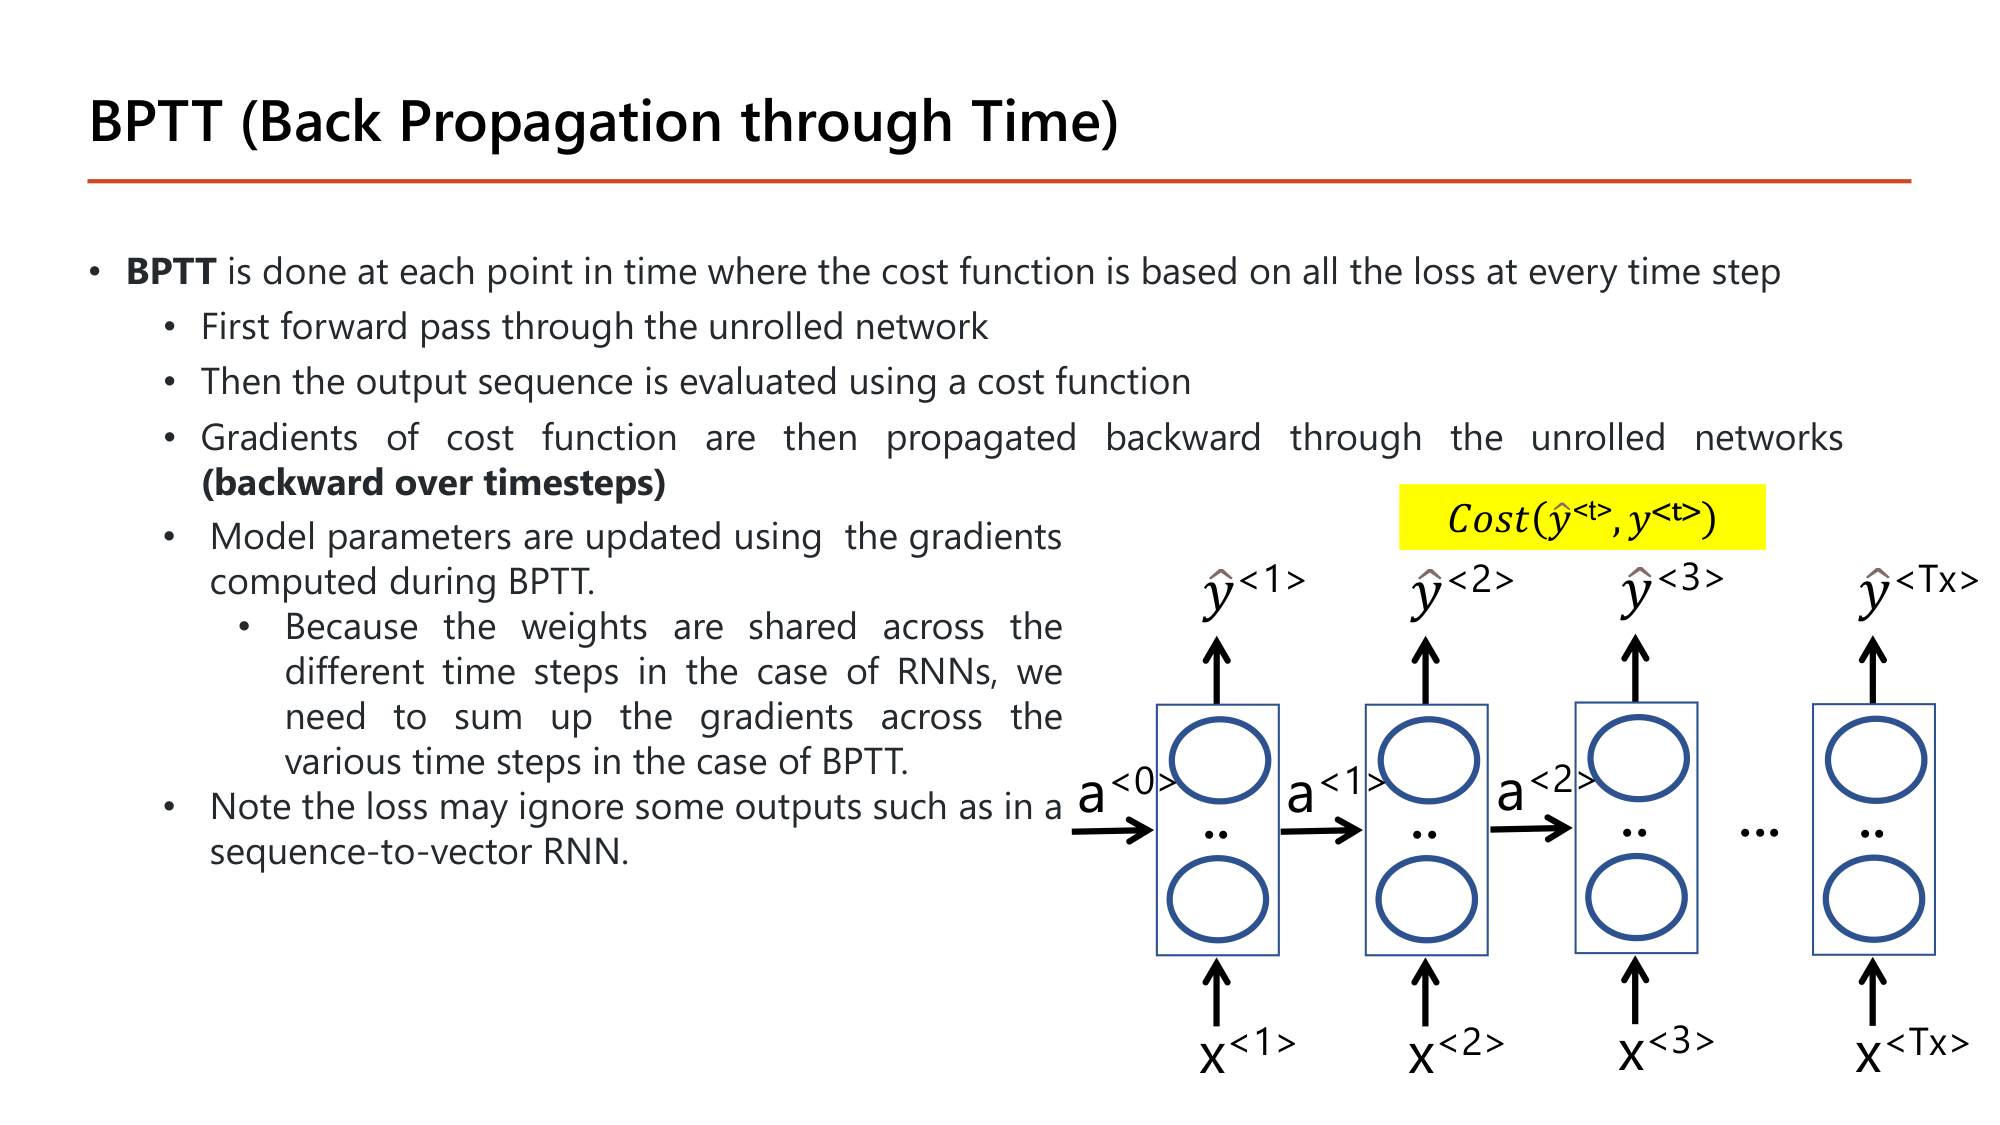 BPTT (Back Propagation through Time)
• BPTT is done at each point in time where the cost function is based on all the loss at every time step
• First forward pass through the unrolled network
• Then the output sequence is evaluated using a cost function
• Gradients of cost function are then propagated backward through the unrolled networks
(backward over timesteps)
• Model parameters are updated using  the gradients
computed during BPTT.
• Because the weights are shared across the
different time steps in the case of RNNs, we
need to sum up the gradients across the
various time steps in the case of BPTT.
• Note the loss may ignore some outputs such as in a
sequence-to-vector RNN.
Cost(ŷ<t>, y<t>)
ŷ<1> ŷ<2> ŷ<3> ŷ<Tx>
a<0> a<1> a<2>
.. .. .. ... ..
x<1> x<2> x<3> x<Tx>